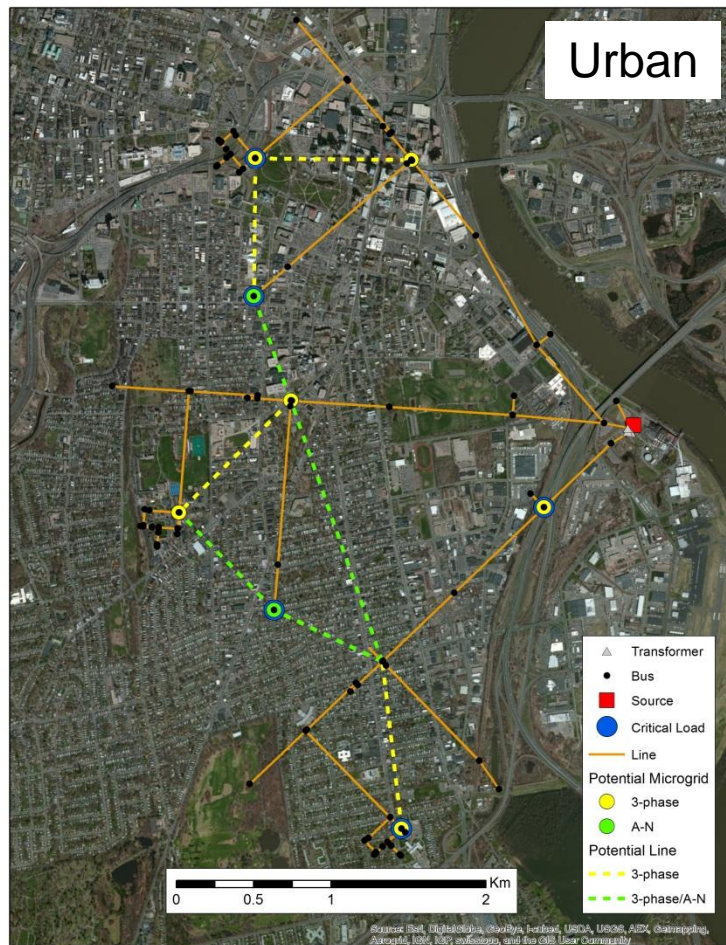 Urban
Transformer
Bus
Source
Critical Load
Line
Potential Microgrid
3-phase
A-N
Potential Line
3-phase
3-phase/A-N
Km
0 0.5 1 2
Source: Esri, DigitalGlobe, GeoEye, i-cubed, USDA, USGS, AEX, Getmapping,
Aerogrid, IGN, IGP, swisstopo, and the GIS User Community